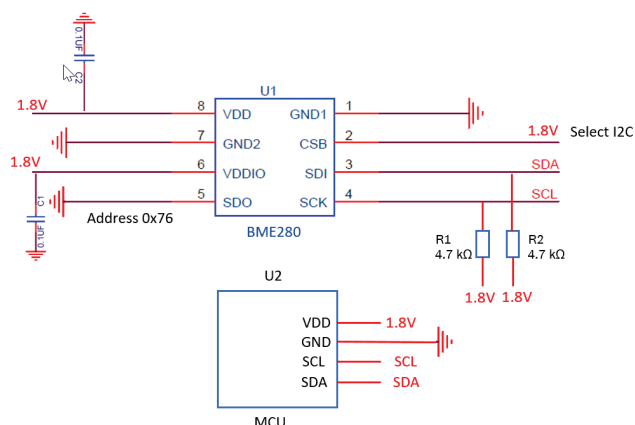 0.1UF
C2
U1
1.8V 8 VDD GND1 1
7 GND2 CSB 2 1.8V Select I2C
1.8V 6 VDDIO SDI 3 SDA
5 SDO SCK 4 SCL
C1
0.1UF
Address 0x76
BME280
R1
4.7 kΩ
R2
4.7 kΩ
1.8V 1.8V
U2
VDD 1.8V
GND
SCL SCL
SDA SDA
MCU